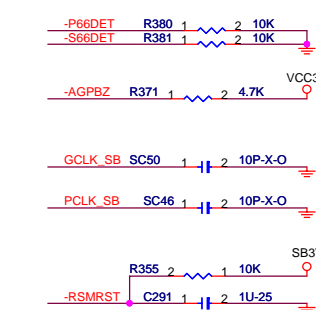 -P66DET R380 1 2 10K
-S66DET R381 1 2 10K
VCC3
-AGPBZ R371 1 2 4.7K
GCLK_SB SC50 1 2 10P-X-O
PCLK_SB SC46 1 2 10P-X-O
R355 2 1 10K
-RSMRST C291 1 2 1U-25